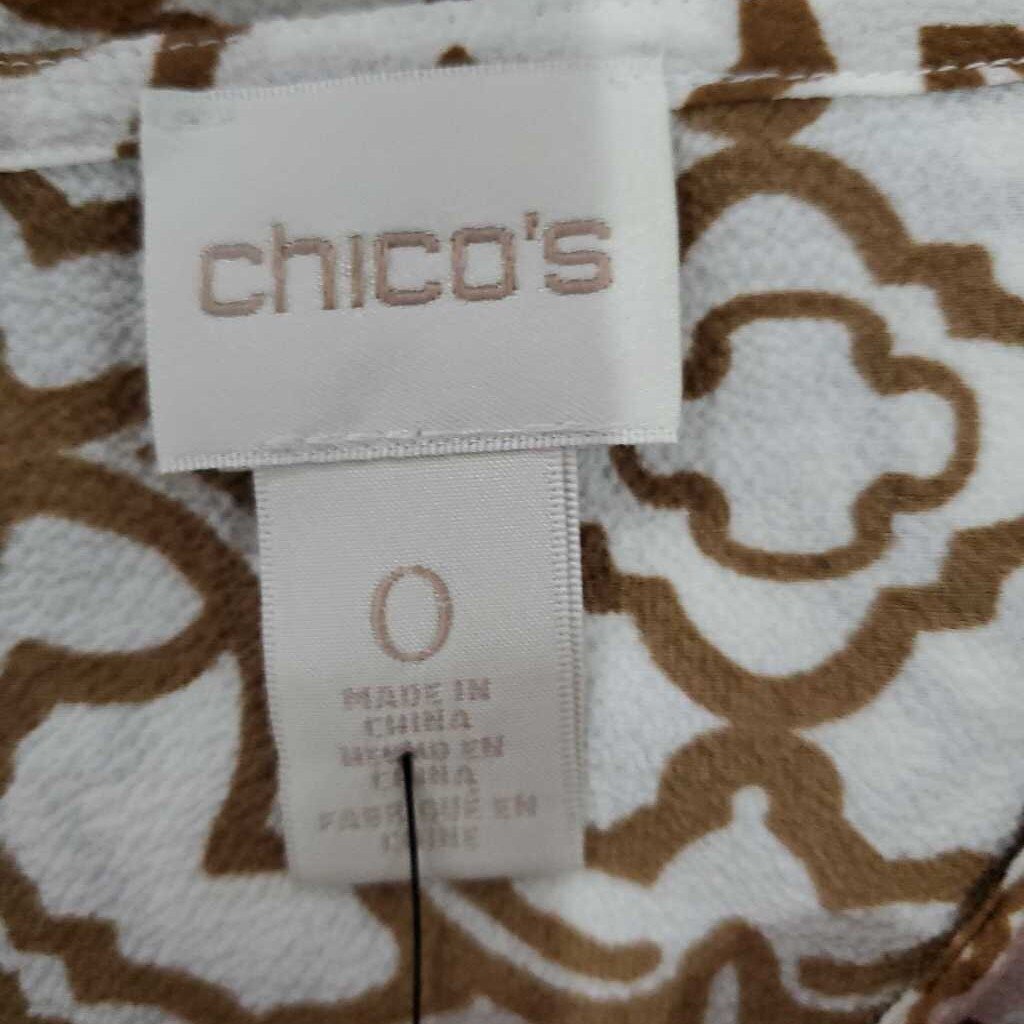 chico's
0
MADE IN
CHINA
HECHO EN
CHINA
FABRIQUÉ EN
CHINE